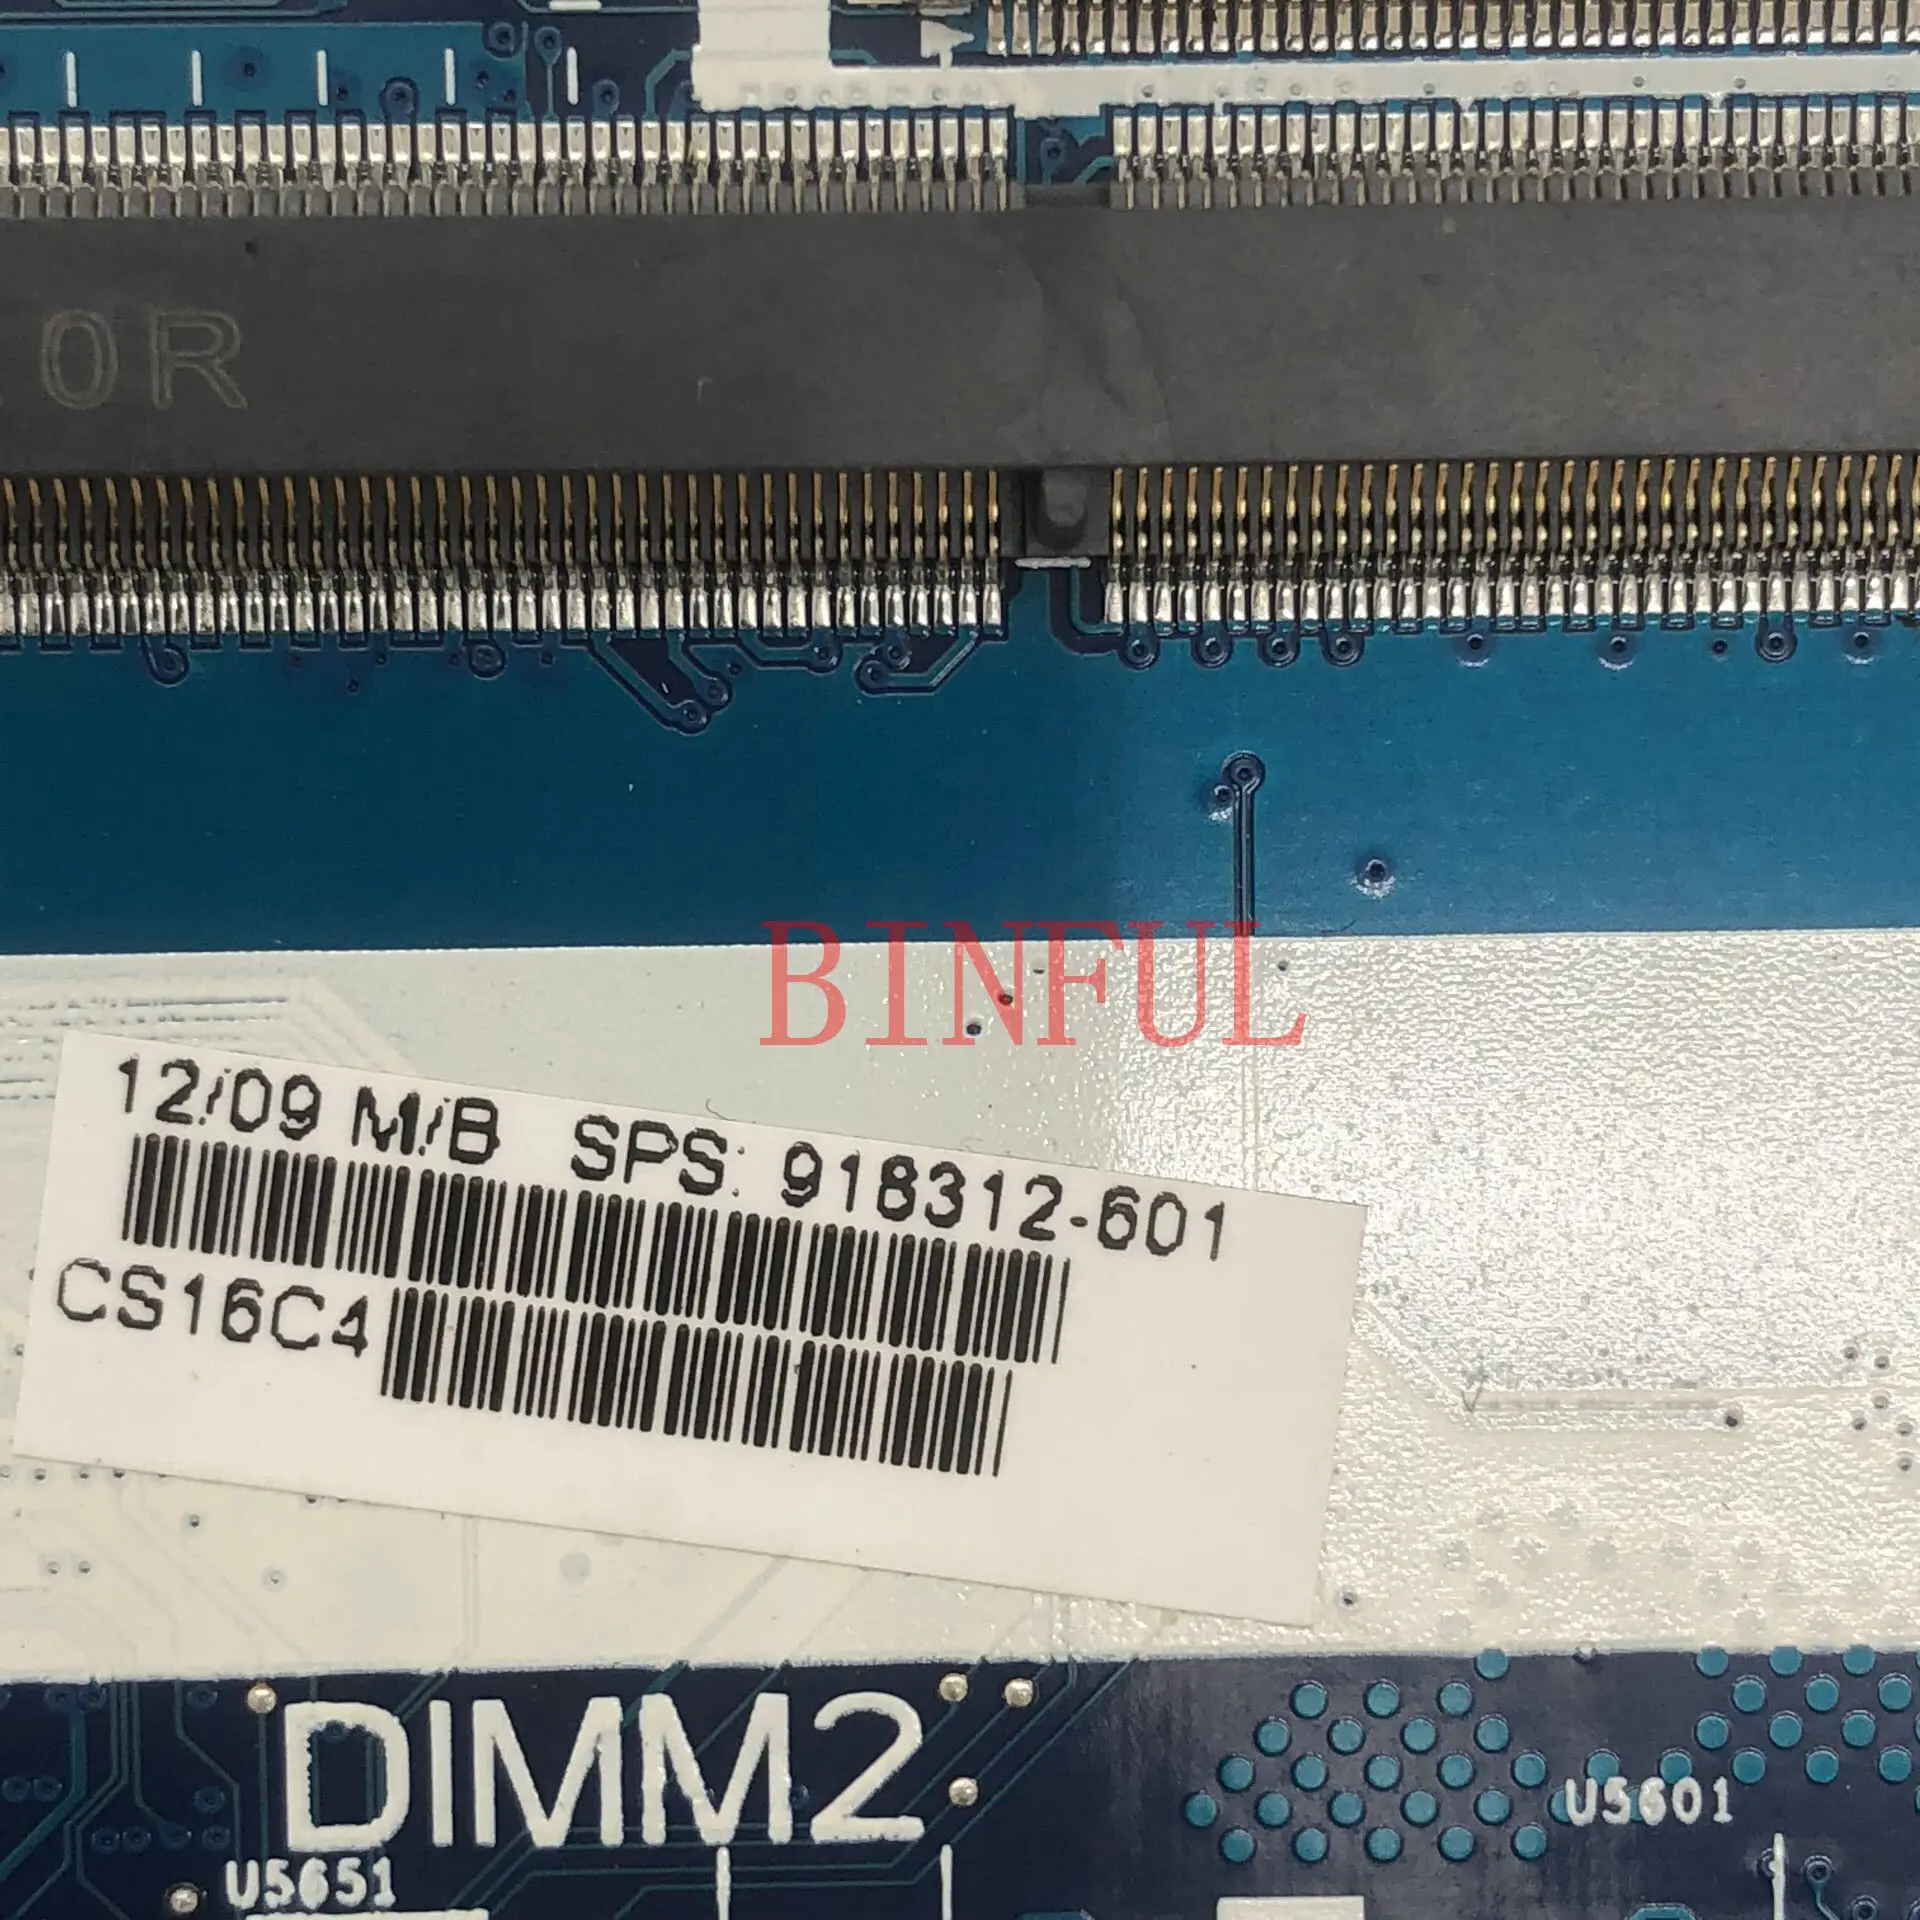 0R
BINFUL
12/09 M/B SPS: 918312-601
CS16C4
DIMM2
U5601
U5651